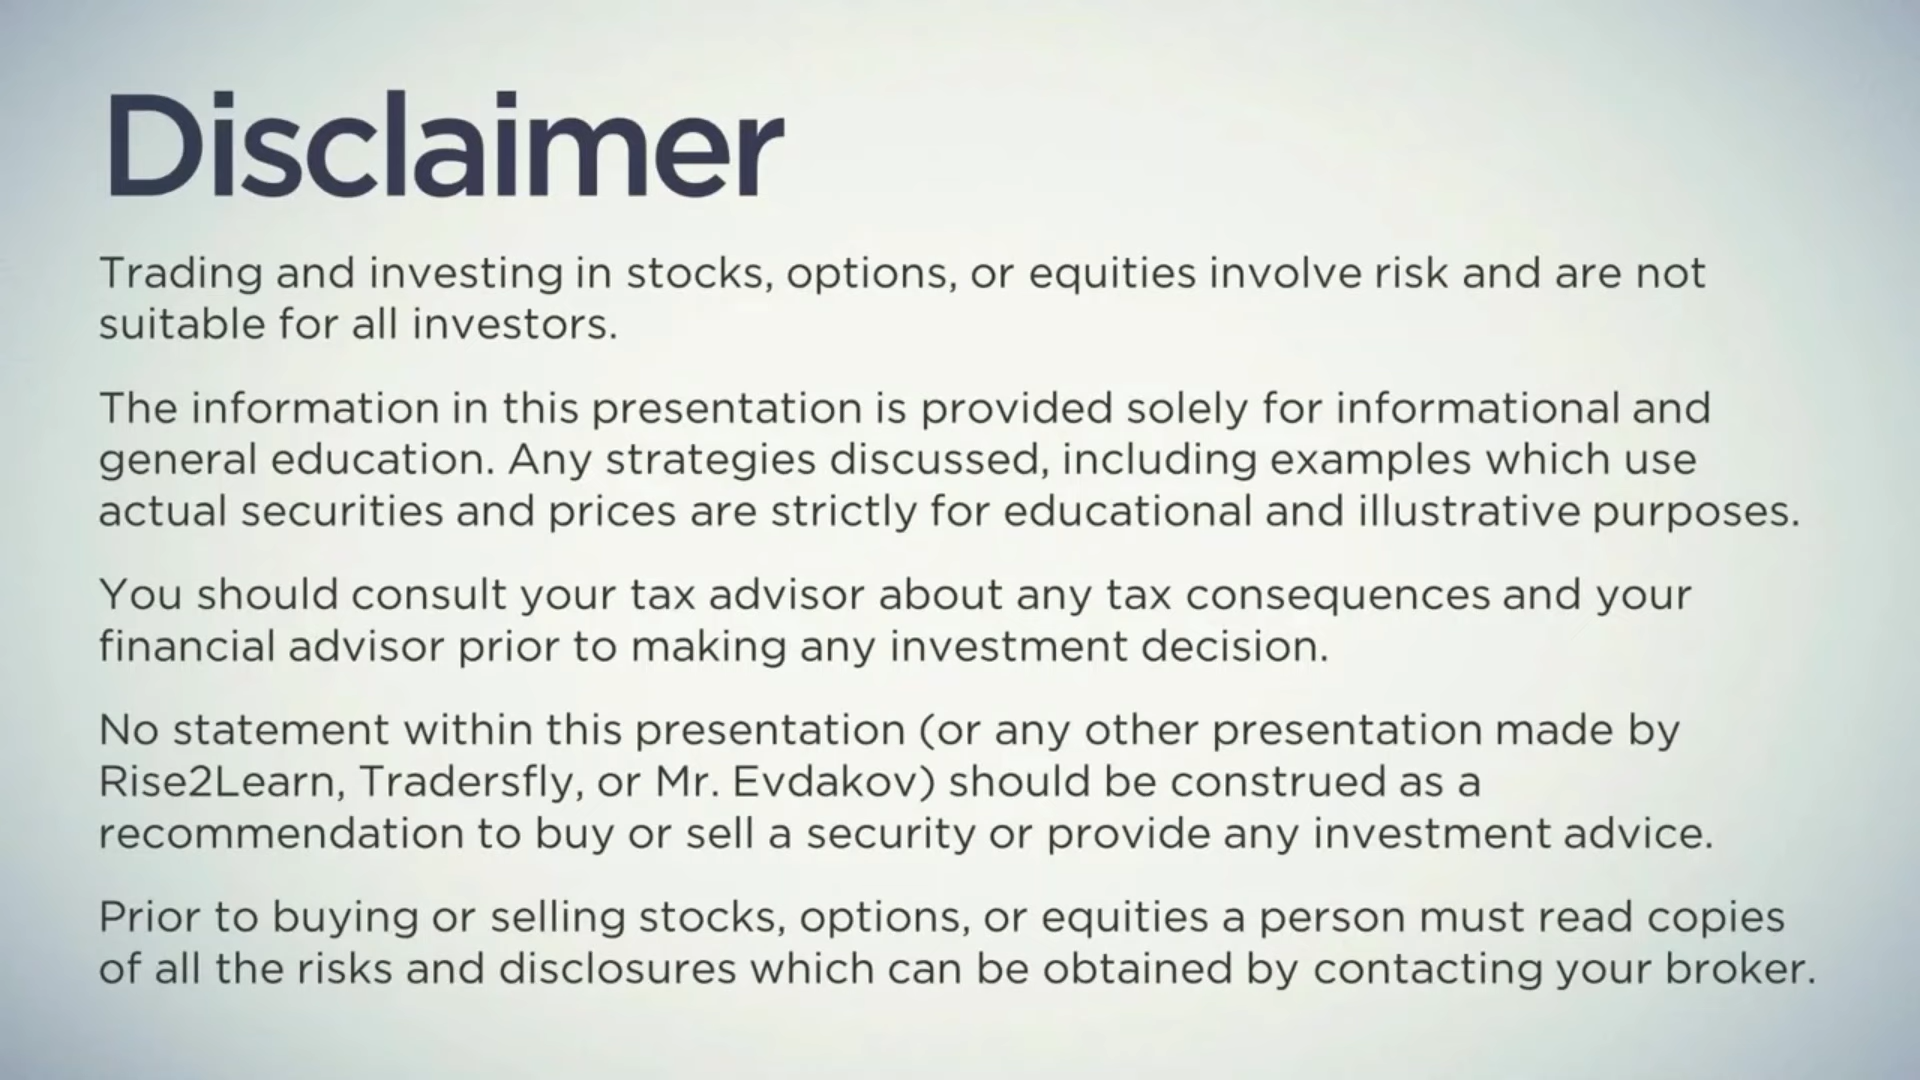 Disclaimer
Trading and investing in stocks, options, or equities involve risk and are not
suitable for all investors.
The information in this presentation is provided solely for informational and
general education. Any strategies discussed, including examples which use
actual securities and prices are strictly for educational and illustrative purposes.
You should consult your tax advisor about any tax consequences and your
financial advisor prior to making any investment decision.
No statement within this presentation (or any other presentation made by
Rise2Learn, Tradersfly, or Mr. Evdakov) should be construed as a
recommendation to buy or sell a security or provide any investment advice.
Prior to buying or selling stocks, options, or equities a person must read copies
of all the risks and disclosures which can be obtained by contacting your broker.